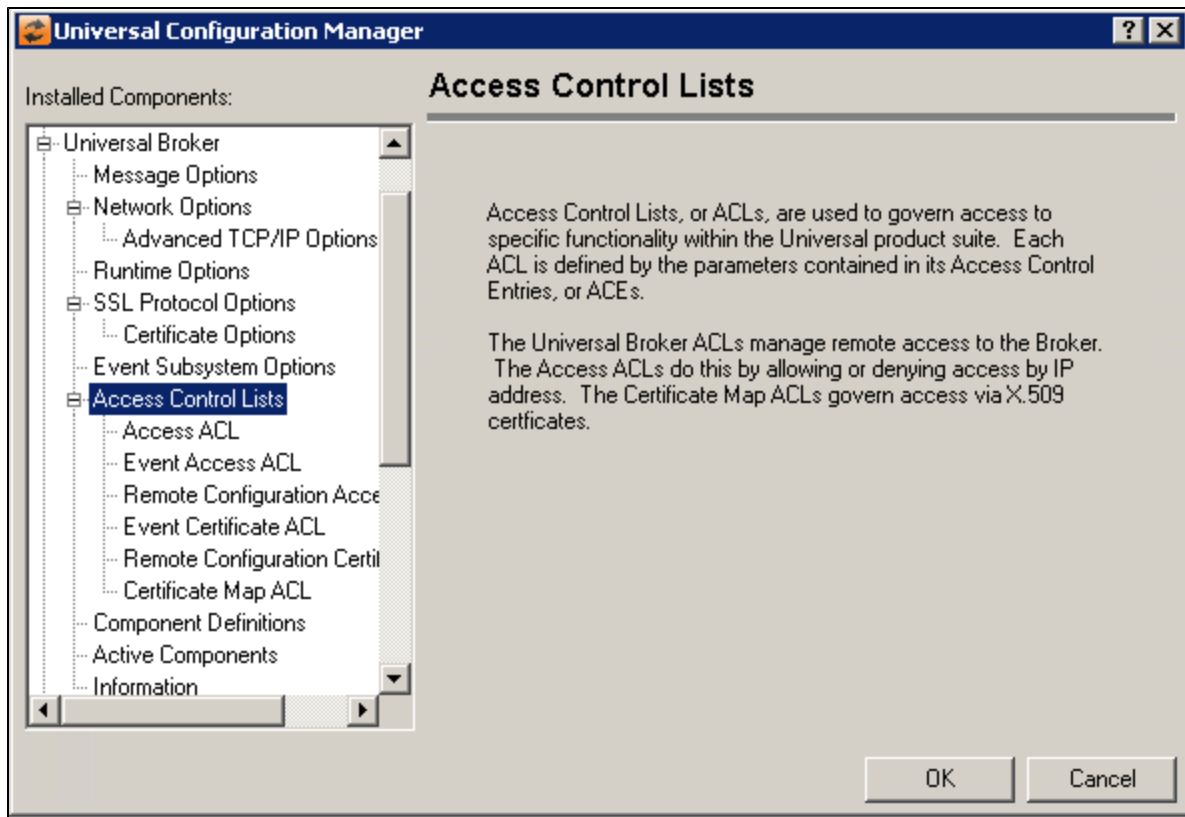 Universal Configuration Manager
Installed Components:
Universal Broker
Message Options
Network Options
Advanced TCP/IP Options
Runtime Options
SSL Protocol Options
Certificate Options
Event Subsystem Options
Access Control Lists
Access ACL
Event Access ACL
Remote Configuration Acce
Event Certificate ACL
Remote Configuration Certif
Certificate Map ACL
Component Definitions
Active Components
Information
Access Control Lists
Access Control Lists, or ACLs, are used to govern access to
specific functionality within the Universal product suite.  Each
ACL is defined by the parameters contained in its Access Control
Entries, or ACEs.
The Universal Broker ACLs manage remote access to the Broker.
The Access ACLs do this by allowing or denying access by IP
address.  The Certificate Map ACLs govern access via X.509
certficates.
OK
Cancel